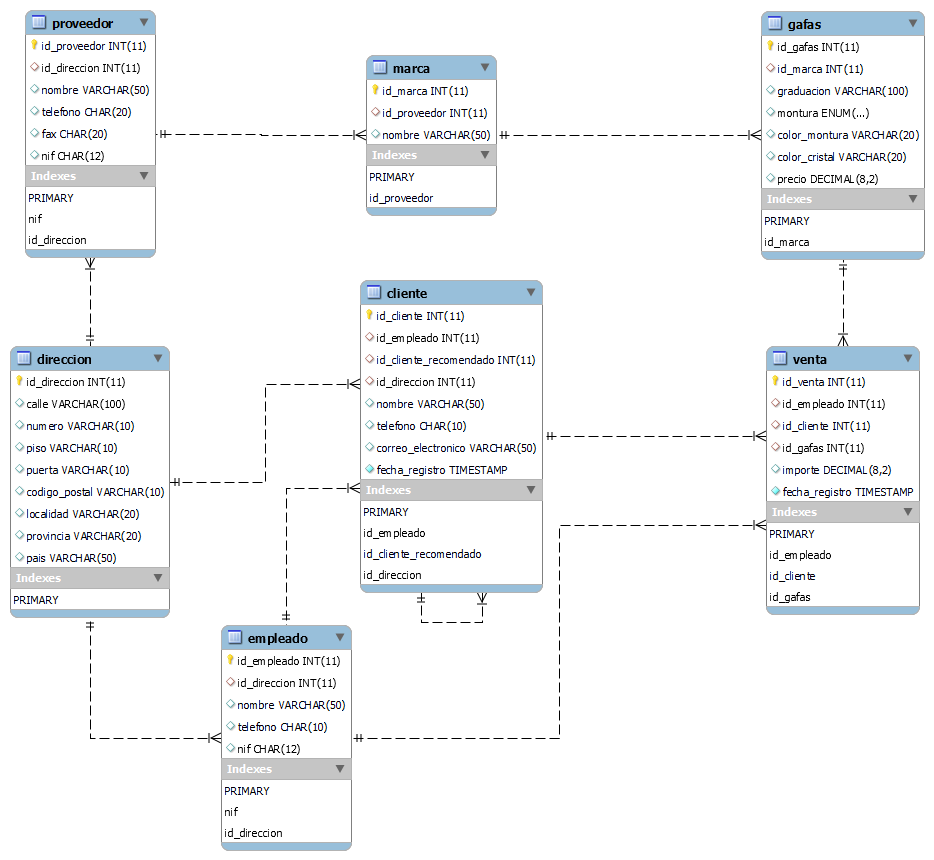 proveedor
id_proveedor INT(11)
id_direccion INT(11)
nombre VARCHAR(50)
telefono CHAR(20)
fax CHAR(20)
nif CHAR(12)
Indexes
PRIMARY
nif
id_direccion
marca
id_marca INT(11)
id_proveedor INT(11)
nombre VARCHAR(50)
Indexes
PRIMARY
id_proveedor
gafas
id_gafas INT(11)
id_marca INT(11)
graduacion VARCHAR(100)
montura ENUM(...)
color_montura VARCHAR(20)
color_cristal VARCHAR(20)
precio DECIMAL(8,2)
Indexes
PRIMARY
id_marca
direccion
id_direccion INT(11)
calle VARCHAR(100)
numero VARCHAR(10)
piso VARCHAR(10)
puerta VARCHAR(10)
codigo_postal VARCHAR(10)
localidad VARCHAR(20)
provincia VARCHAR(20)
pais VARCHAR(50)
Indexes
PRIMARY
cliente
id_cliente INT(11)
id_empleado INT(11)
id_cliente_recomendado INT(11)
id_direccion INT(11)
nombre VARCHAR(50)
telefono CHAR(10)
correo_electronico VARCHAR(50)
fecha_registro TIMESTAMP
Indexes
PRIMARY
id_empleado
id_cliente_recomendado
id_direccion
venta
id_venta INT(11)
id_empleado INT(11)
id_cliente INT(11)
id_gafas INT(11)
importe DECIMAL(8,2)
fecha_registro TIMESTAMP
Indexes
PRIMARY
id_empleado
id_cliente
id_gafas
empleado
id_empleado INT(11)
id_direccion INT(11)
nombre VARCHAR(50)
telefono CHAR(10)
nif CHAR(12)
Indexes
PRIMARY
nif
id_direccion